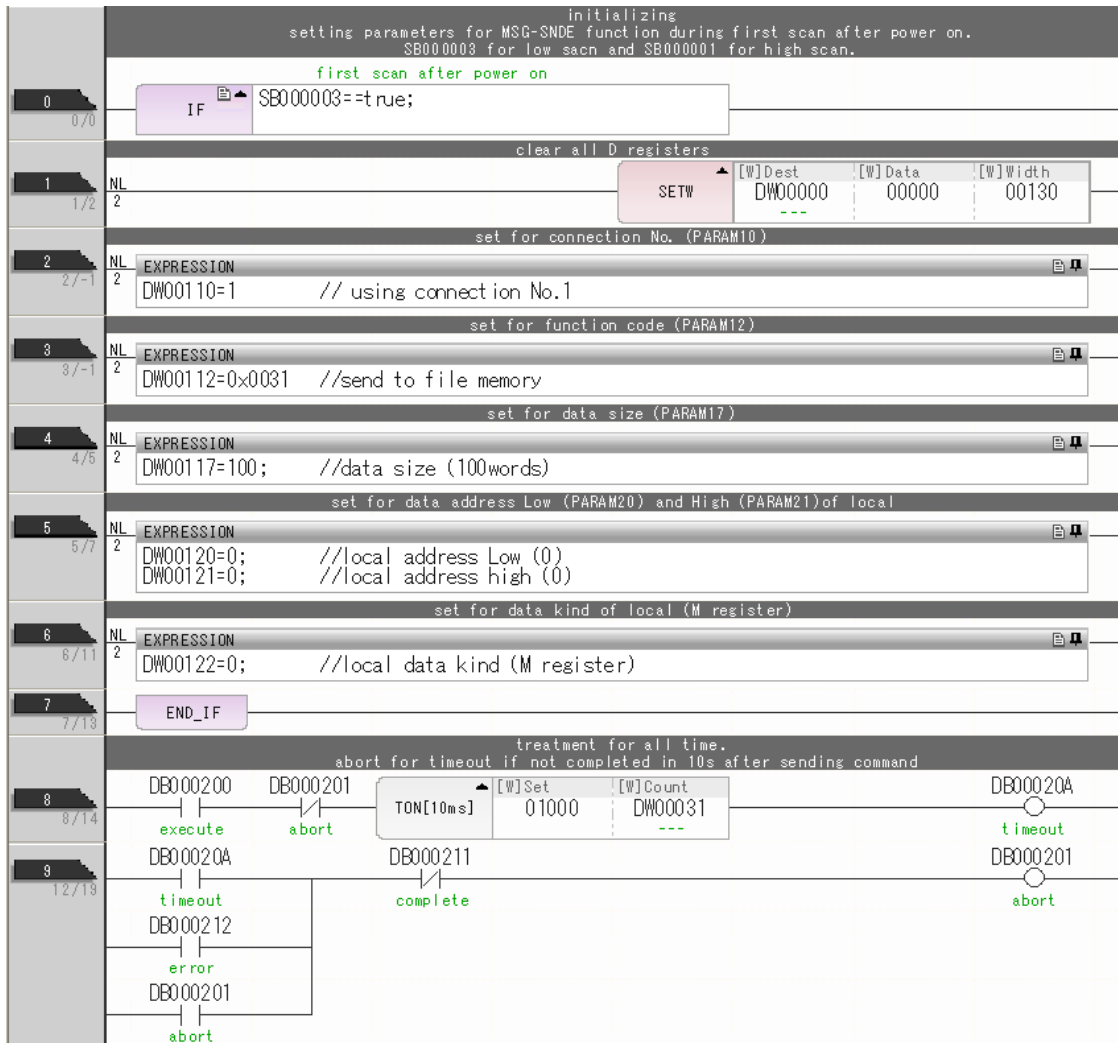 initializing
setting parameters for MSG-SNDE function during first scan after power on.
SB000003 for low sacn and SB000001 for high scan.
first scan after power on
0
0/0
IF
SB000003==true;
clear all D registers
1
1/2
NL
2
SETW
[W]Dest
DW00000
---
[W]Data
00000
[W]Width
00130
set for connection No. (PARAM10)
2
2/-1
NL
2
EXPRESSION
DW00110=1 // using connection No.1
set for function code (PARAM12)
3
3/-1
NL
2
EXPRESSION
DW00112=0x0031 //send to file memory
set for data size (PARAM17)
4
4/5
NL
2
EXPRESSION
DW00117=100; //data size (100words)
set for data address Low (PARAM20) and High (PARAM21)of local
5
5/7
NL
2
EXPRESSION
DW00120=0; //local address Low (0)
DW00121=0; //local address high (0)
set for data kind of local (M register)
6
6/11
NL
2
EXPRESSION
DW00122=0; //local data kind (M register)
7
7/13
END_IF
treatment for all time.
abort for timeout if not completed in 10s after sending command
8
8/14
DB000200
execute
DB000201
abort
TON[10ms]
[W]Set
01000
[W]Count
DW00031
---
DB00020A
timeout
9
12/19
DB00020A
timeout
DB000211
complete
DB000201
abort
DB000212
error
DB000201
abort